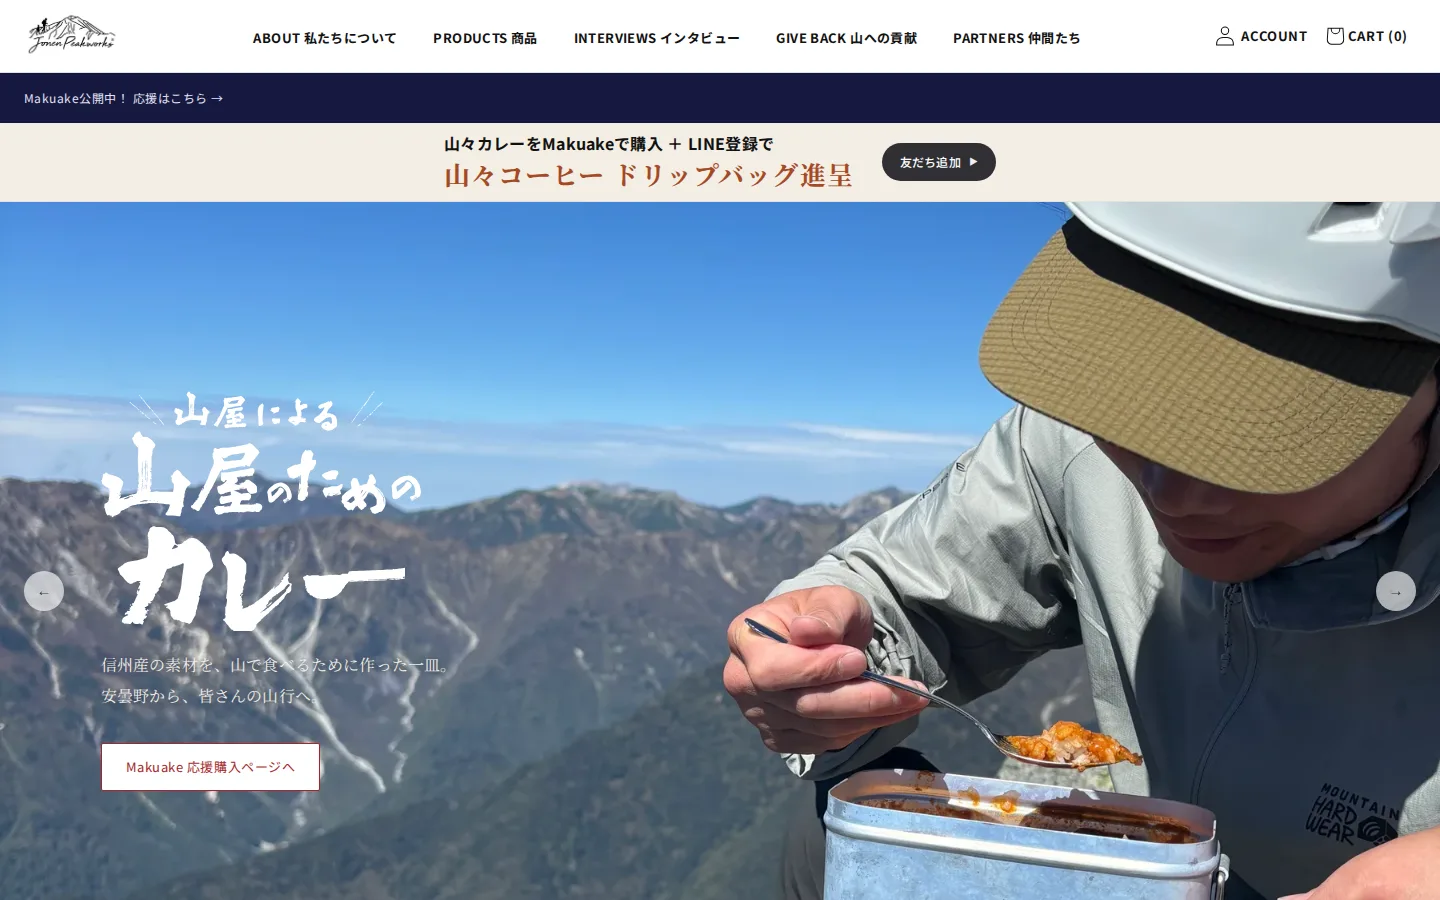 Jonen Peakworks
ABOUT 私たちについて
PRODUCTS 商品
INTERVIEWS インタビュー
GIVE BACK 山への貢献
PARTNERS 仲間たち
ACCOUNT
CART (0)
Makuake公開中！ 応援はこちら →
山々カレーをMakuakeで購入 ＋ LINE登録で
山々コーヒー ドリップバッグ進呈
友だち追加 ▶
山屋による
山屋のための
カレー
信州産の素材を、山で食べるために作った一皿。
安曇野から、皆さんの山行へ。
Makuake 応援購入ページへ
←
→
MOUNTAIN
HARD
WEAR